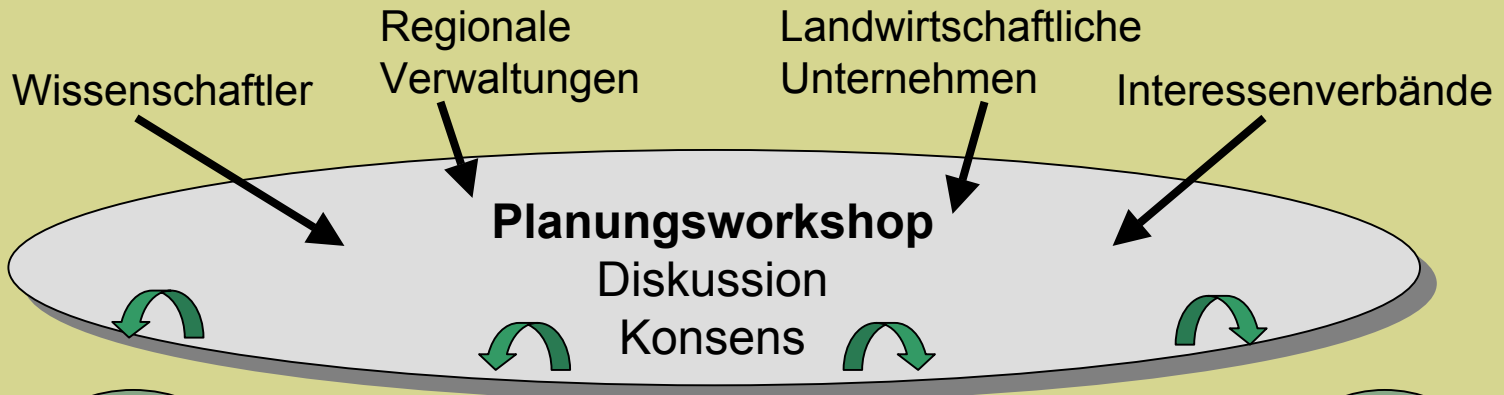 Wissenschaftler
Regionale
Verwaltungen
Landwirtschaftliche
Unternehmen
Interessenverbände
Planungsworkshop
Diskussion
Konsens